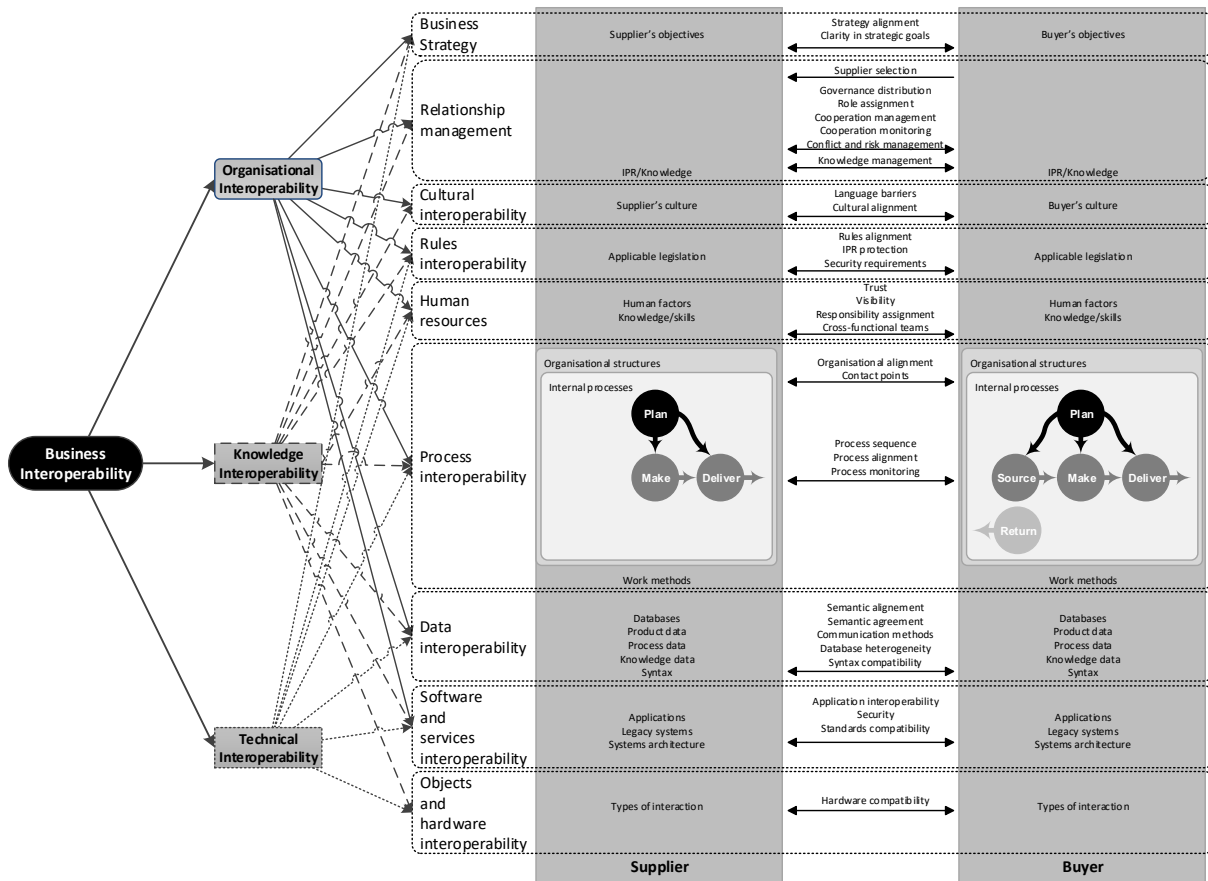 Business
Interoperability
Organisational
Interoperability
Knowledge
Interoperability
Technical
Interoperability
Business
Strategy
Supplier's objectives
Strategy alignment
Clarity in strategic goals
Buyer's objectives
Relationship
management
IPR/Knowledge
Supplier selection
Governance distribution
Role assignment
Cooperation management
Cooperation monitoring
Conflict and risk management
Knowledge management
IPR/Knowledge
Cultural
interoperability
Supplier's culture
Language barriers
Cultural alignment
Buyer's culture
Rules
interoperability
Applicable legislation
Rules alignment
IPR protection
Security requirements
Applicable legislation
Human
resources
Human factors
Knowledge/skills
Trust
Visibility
Responsibility assignment
Cross-functional teams
Human factors
Knowledge/skills
Process
interoperability
Organisational structures
Internal processes
Plan
Make
Deliver
Work methods
Organisational alignment
Contact points
Process sequence
Process alignment
Process monitoring
Organisational structures
Internal processes
Plan
Source
Make
Deliver
Return
Work methods
Data
interoperability
Databases
Product data
Process data
Knowledge data
Syntax
Semantic alignement
Semantic agreement
Communication methods
Database heterogeneity
Syntax compatibility
Databases
Product data
Process data
Knowledge data
Syntax
Software
and
services
interoperability
Applications
Legacy systems
Systems architecture
Application interoperability
Security
Standards compatibility
Applications
Legacy systems
Systems architecture
Objects
and
hardware
interoperability
Types of interaction
Hardware compatibility
Types of interaction
Supplier
Buyer